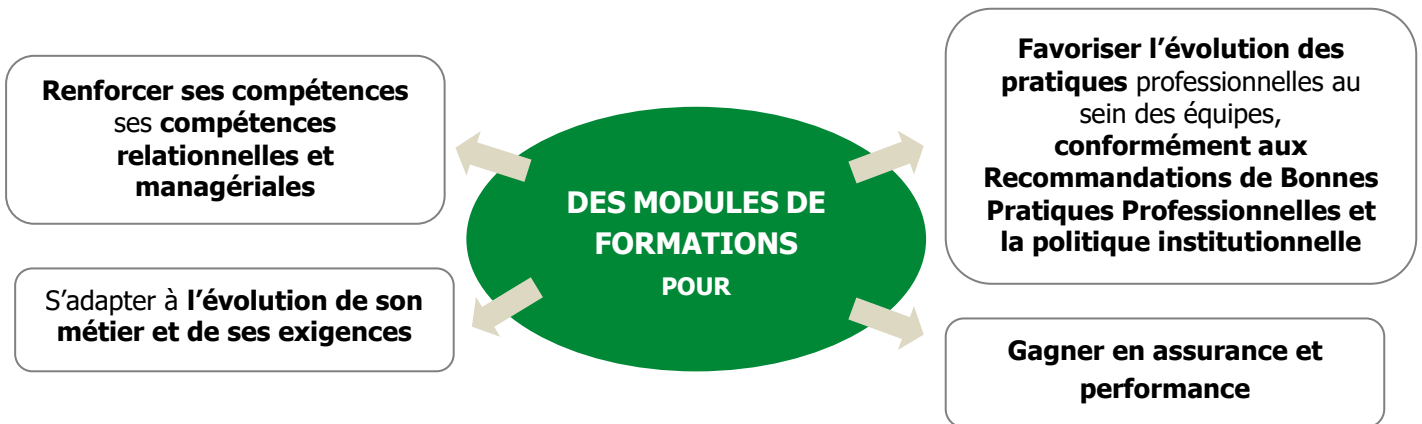 Renforcer ses compétences
ses compétences
relationnelles et
managériales
S’adapter à l’évolution de son
métier et de ses exigences
DES MODULES DE
FORMATIONS
POUR
Favoriser l’évolution des
pratiques professionnelles au
sein des équipes,
conformément aux
Recommandations de Bonnes
Pratiques Professionnelles et
la politique institutionnelle
Gagner en assurance et
performance